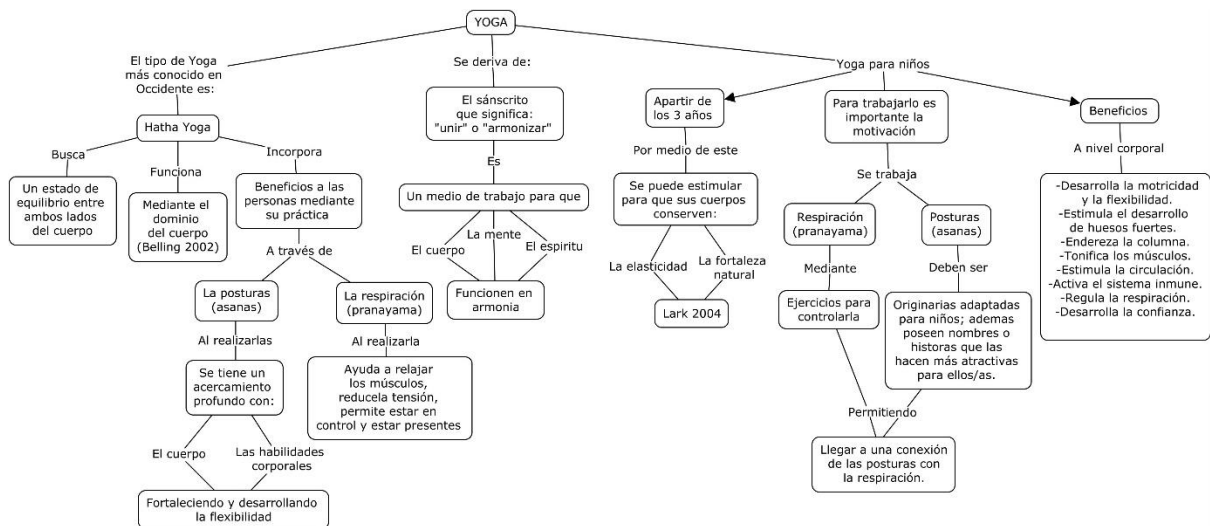 YOGA
El tipo de Yoga
más conocido en
Occidente es:
Hatha Yoga
Busca
Un estado de
equilibrio entre
ambos lados
del cuerpo
Funciona
Mediante el
dominio
del cuerpo
(Belling 2002)
Incorpora
Beneficios a las
personas mediante
su práctica
A través de
La posturas
(asanas)
Al realizarlas
Se tiene un
acercamiento
profundo con:
El cuerpo
Las habilidades
corporales
Fortaleciendo y desarrollando
la flexibilidad
La respiración
(pranayama)
Al realizarla
Ayuda a relajar
los músculos,
reducela tensión,
permite estar en
control y estar presentes
Se deriva de:
El sánscrito
que significa:
"unir" o "armonizar"
Es
Un medio de trabajo para que
El cuerpo
La mente
El espiritu
Funcionen en
armonia
Yoga para niños
Apartir de
los 3 años
Por medio de este
Se puede estimular
para que sus cuerpos
conserven:
La elasticidad
La fortaleza
natural
Lark 2004
Para trabajarlo es
importante la
motivación
Se trabaja
Respiración
(pranayama)
Mediante
Ejercicios para
controlarla
Posturas
(asanas)
Deben ser
Originarias adaptadas
para niños; ademas
poseen nombres o
historas que las
hacen más atractivas
para ellos/as.
Permitiendo
Llegar a una conexión
de las posturas con
la respiración.
Beneficios
A nivel corporal
-Desarrolla la motricidad
y la flexibilidad.
-Estimula el desarrollo
de huesos fuertes.
-Endereza la columna.
-Tonifica los músculos.
-Estimula la circulación.
-Activa el sistema inmune.
-Regula la respiración.
-Desarrolla la confianza.